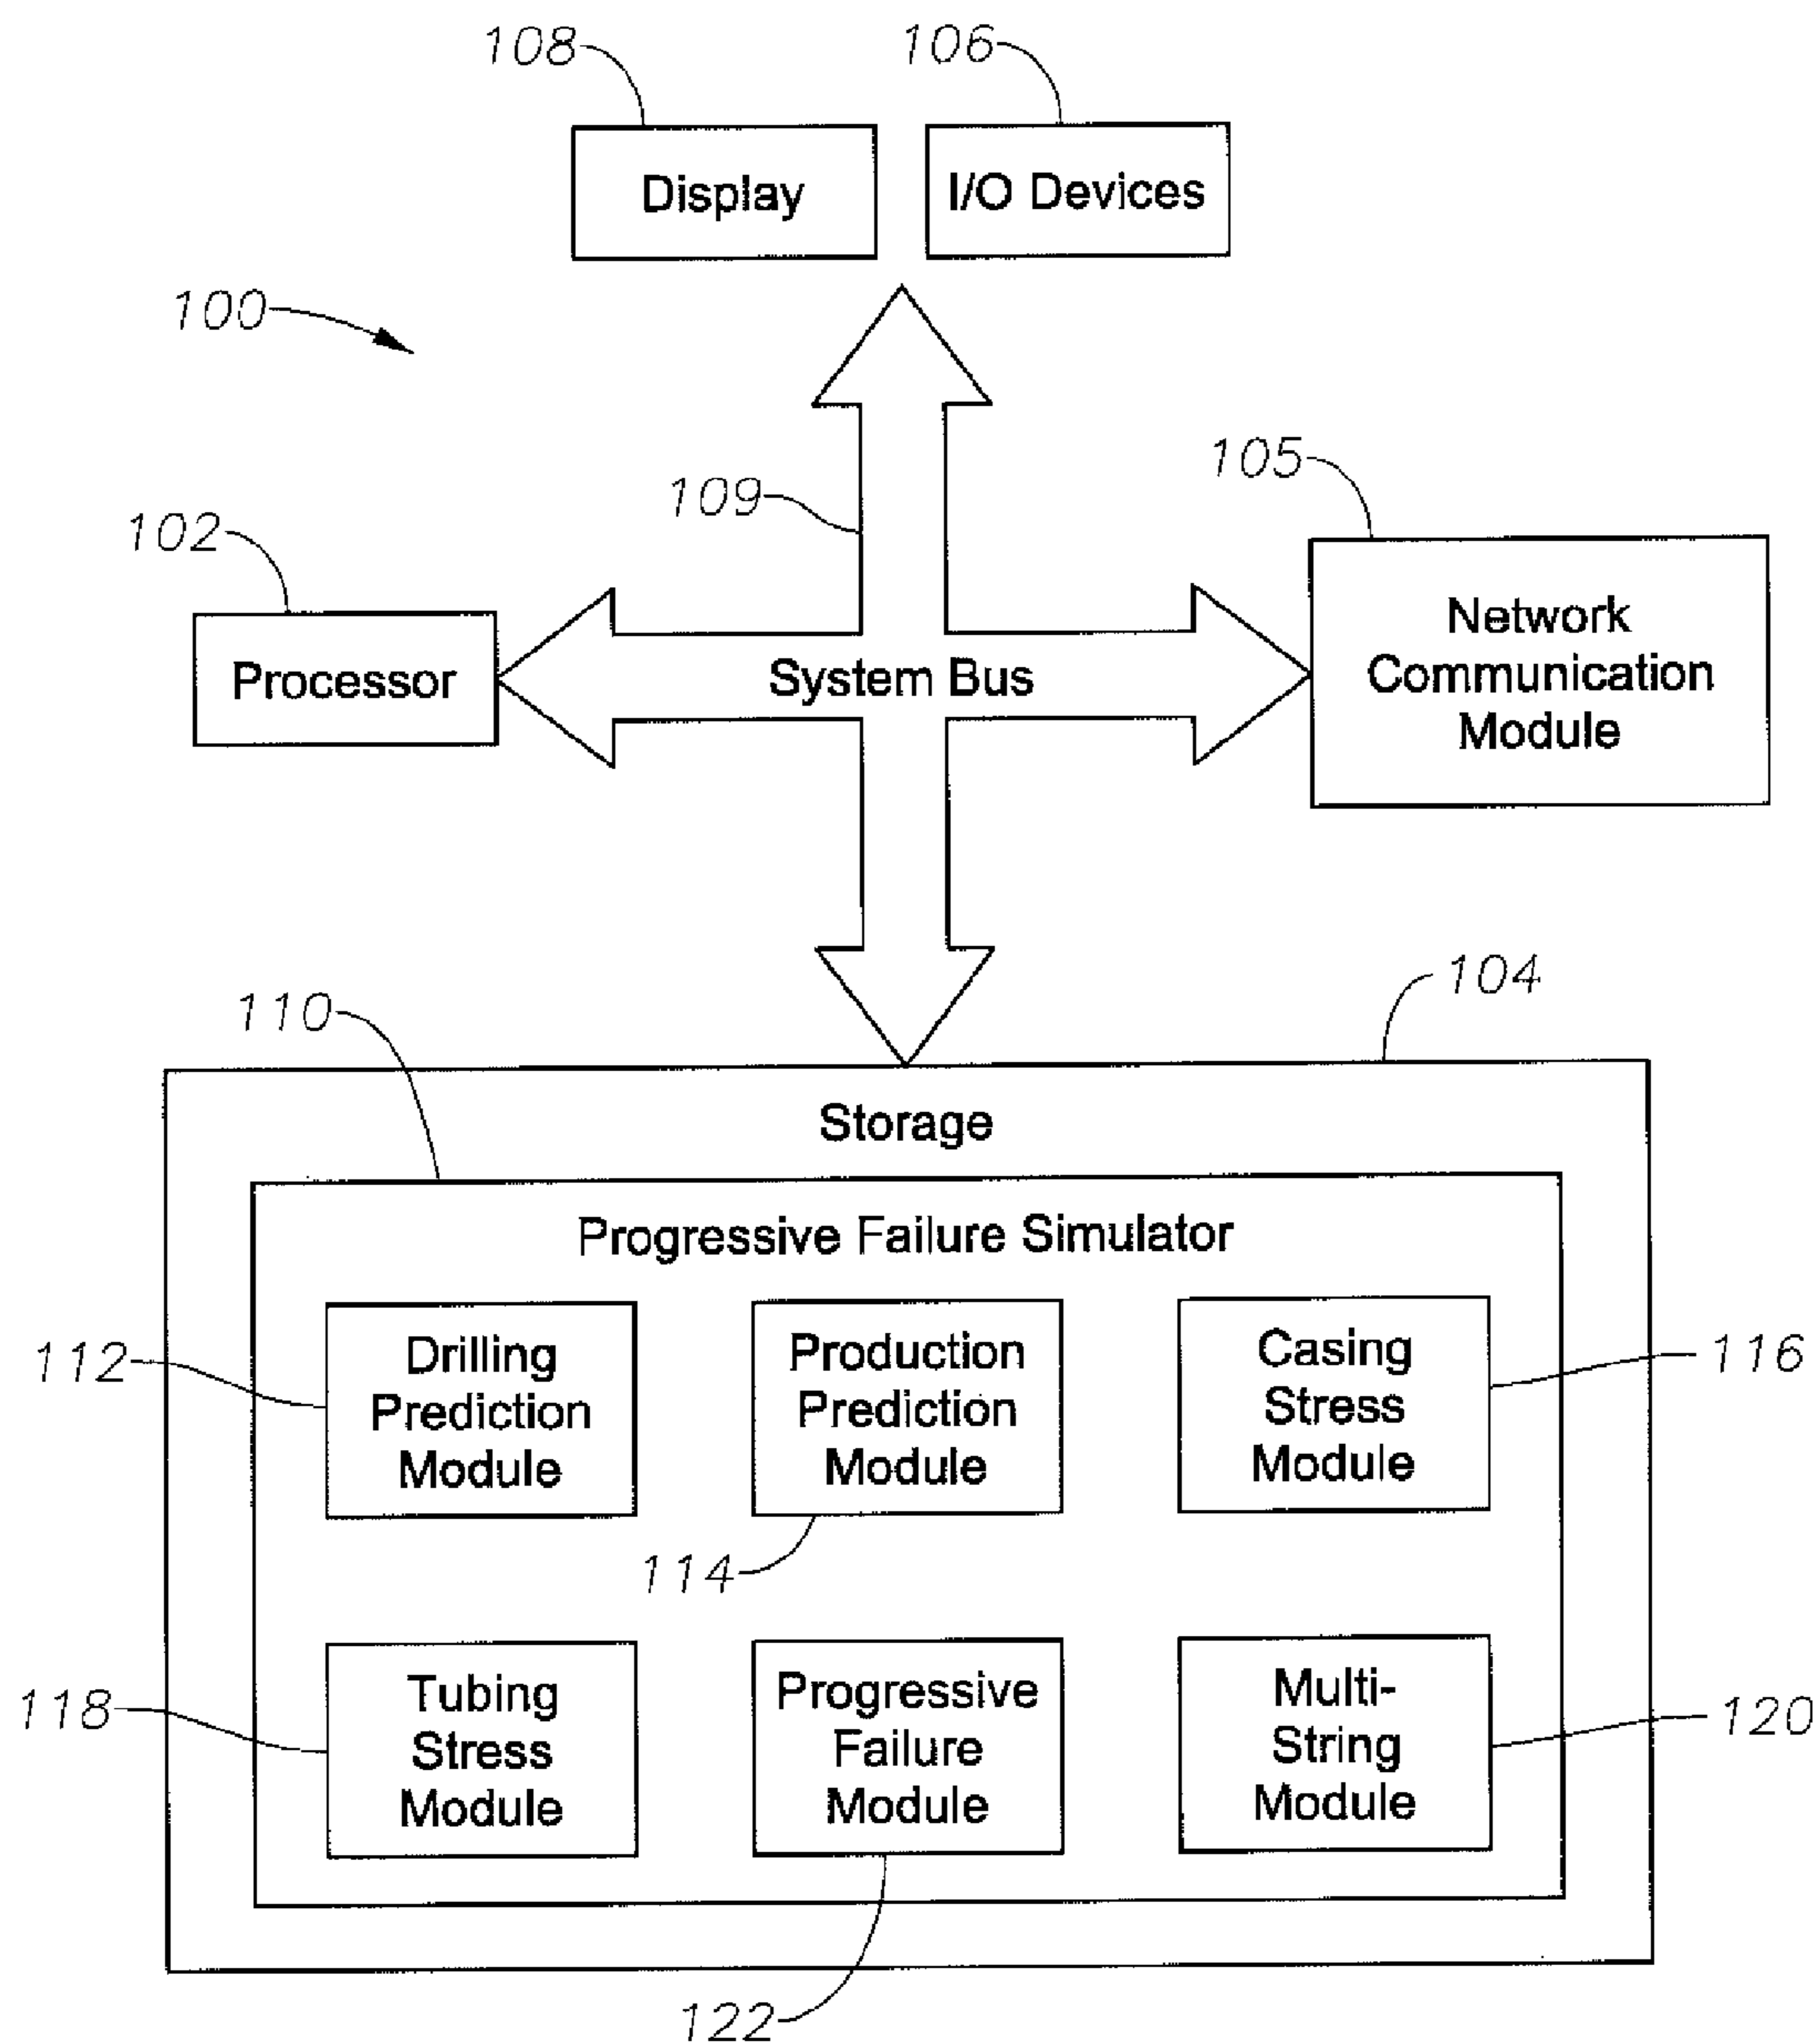 108
106
Display
I/O Devices
100
109
105
102
Network
Communication
Module
Processor
System Bus
104
110
Storage
Progressive Failure Simulator
112
Drilling
Prediction
Module
Production
Prediction
Module
Casing
Stress
Module
116
114
118
Tubing
Stress
Module
Progressive
Failure
Module
Multi-
String
Module
120
122